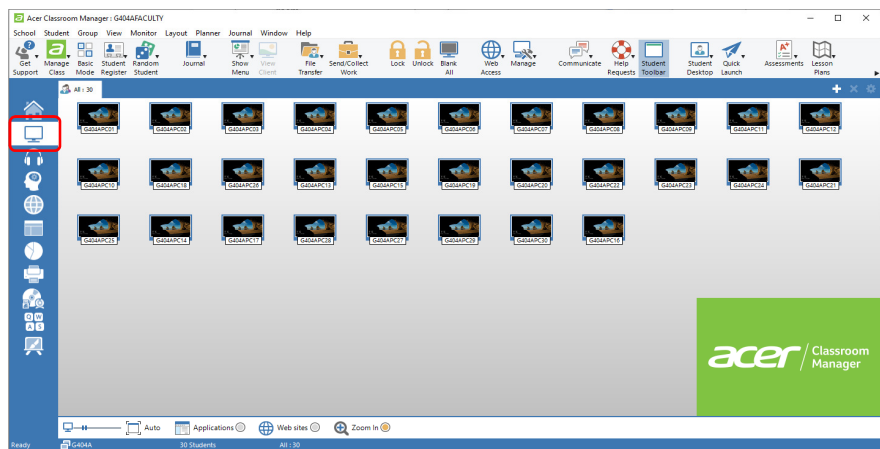 Acer Classroom Manager : G404AFACULTY
School Student Group View Monitor Layout Planner Journal Window Help
Get Support
Manage Class
Basic Mode
Student Register
Random Student
Journal
Show Menu
View Client
File Transfer
Send/Collect Work
Lock
Unlock
Blank All
Web Access
Manage
Communicate
Help Requests
Student Toolbar
Student Desktop
Quick Launch
Assessments
Lesson Plans
All : 30
G404APC01 G404APC02 G404APC03 G404APC04 G404APC05 G404APC06 G404APC07 G404APC08 G404APC09 G404APC11 G404APC12
G404APC10 G404APC18 G404APC26 G404APC13 G404APC15 G404APC19 G404APC20 G404APC22 G404APC23 G404APC24 G404APC21
G404APC25 G404APC14 G404APC17 G404APC28 G404APC27 G404APC29 G404APC30 G404APC16
Q W
A S
acer Classroom
Manager
Auto Applications Web sites Zoom In
Ready G404A 30 Students All : 30